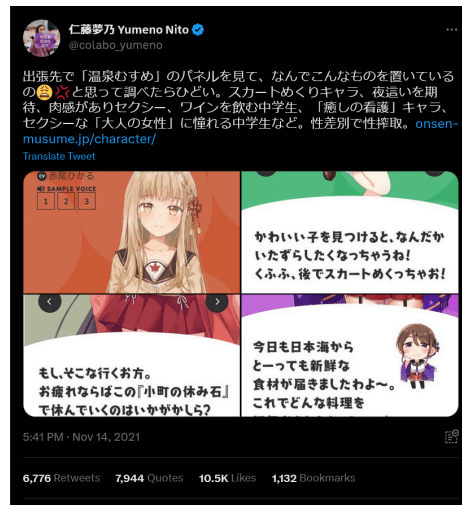 仁藤夢乃 Yumeno Nito
@colabo_yumeno
出張先で「温泉むすめ」のパネルを見て、なんでこんなものを置いている
の😩💢と思って調べたらひどい。スカートめくりキャラ、夜這いを期
待、肉感がありセクシー、ワインを飲む中学生、「癒しの看護」キャラ、
セクシーな「大人の女性」に憧れる中学生など。性差別で性搾取。onsen-
musume.jp/character/
Translate Tweet
CV 赤尾ひかる
SAMPLE VOICE
1 2 3
かわいい子を見つけると、なんだか
いたずらしたくなっちゃうね!
くふふ、後でスカートめくっちゃお!
もし、そこな行くお方。
お疲れならばこの『小町の休み石』
で休んでいくのはいかがかしら?
今日も日本海から
とーっても新鮮な
食材が届きましたわよ〜。
これでどんな料理を
5:41 PM · Nov 14, 2021
6,776 Retweets 7,944 Quotes 10.5K Likes 1,132 Bookmarks